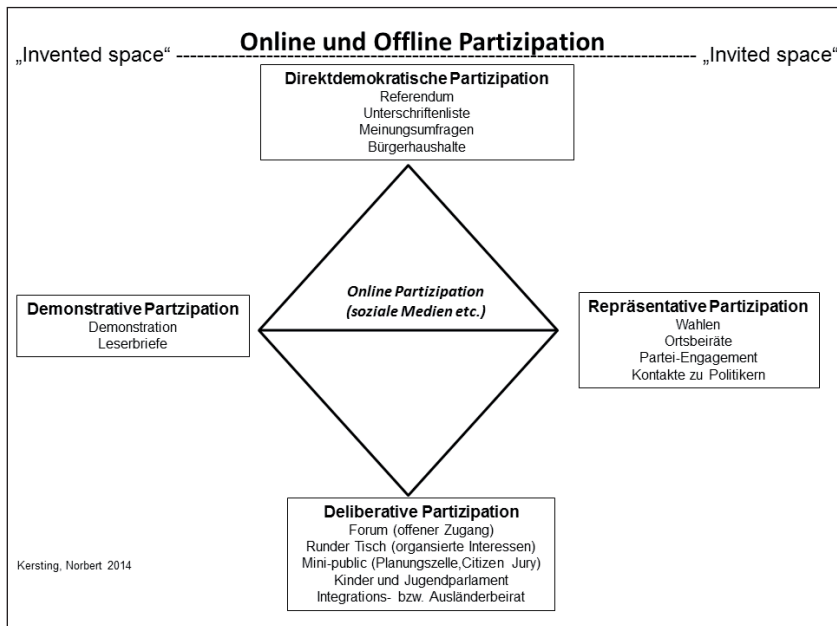 Online und Offline Partizipation
„Invented space“ ---------------------------------------------------------------------- „Invited space“
Direktdemokratische Partizipation
Referendum
Unterschriftenliste
Meinungsumfragen
Bürgerhaushalte
Online Partizipation
(soziale Medien etc.)
Demonstrative Partzipation
Demonstration
Leserbriefe
Repräsentative Partizipation
Wahlen
Ortsbeiräte
Partei-Engagement
Kontakte zu Politikern
Deliberative Partizipation
Forum (offener Zugang)
Runder Tisch (organsierte Interessen)
Mini-public (Planungszelle,Citizen Jury)
Kinder und Jugendparlament
Integrations- bzw. Ausländerbeirat
Kersting, Norbert 2014